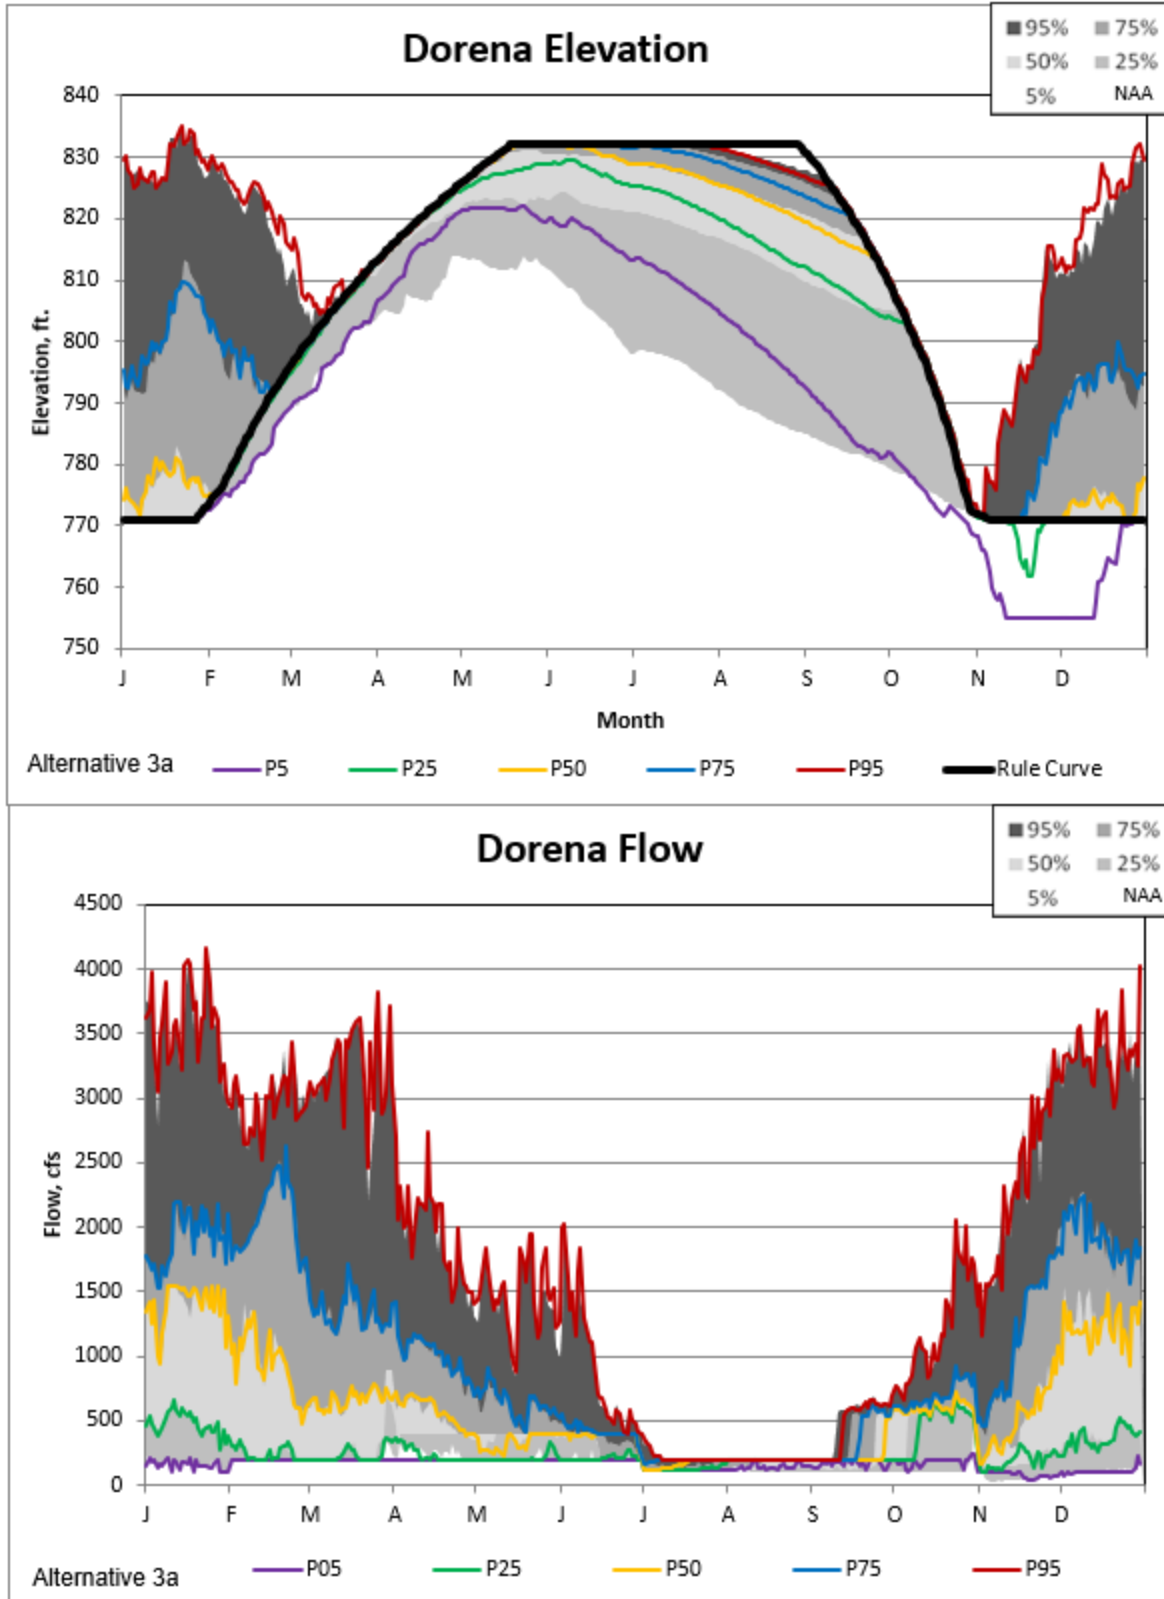 Dorena Elevation
95% 75%
50% 25%
5% NAA
840
830
820
810
800
790
780
770
760
750
Elevation, ft.
J F M A M J J A S O N D
Month
Alternative 3a P5 P25 P50 P75 P95 Rule Curve
Dorena Flow
95% 75%
50% 25%
5% NAA
4500
4000
3500
3000
2500
2000
1500
1000
500
0
Flow, cfs
J F M A M J J A S O N D
Alternative 3a P05 P25 P50 P75 P95